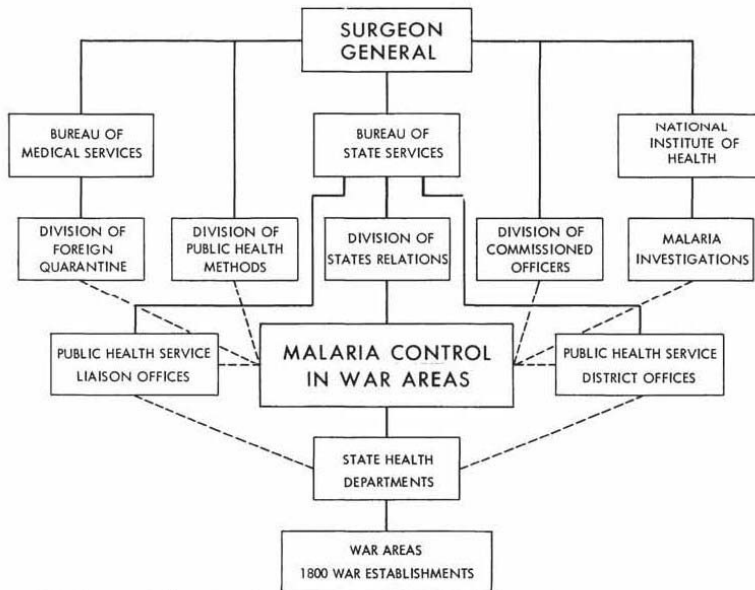 SURGEON
GENERAL
BUREAU OF
MEDICAL SERVICES
BUREAU OF
STATE SERVICES
NATIONAL
INSTITUTE OF
HEALTH
DIVISION OF
FOREIGN
QUARANTINE
DIVISION OF
PUBLIC HEALTH
METHODS
DIVISION OF
STATES RELATIONS
DIVISION OF
COMMISSIONED
OFFICERS
MALARIA
INVESTIGATIONS
PUBLIC HEALTH SERVICE
LIAISON OFFICES
MALARIA CONTROL
IN WAR AREAS
PUBLIC HEALTH SERVICE
DISTRICT OFFICES
STATE HEALTH
DEPARTMENTS
WAR AREAS
1800 WAR ESTABLISHMENTS